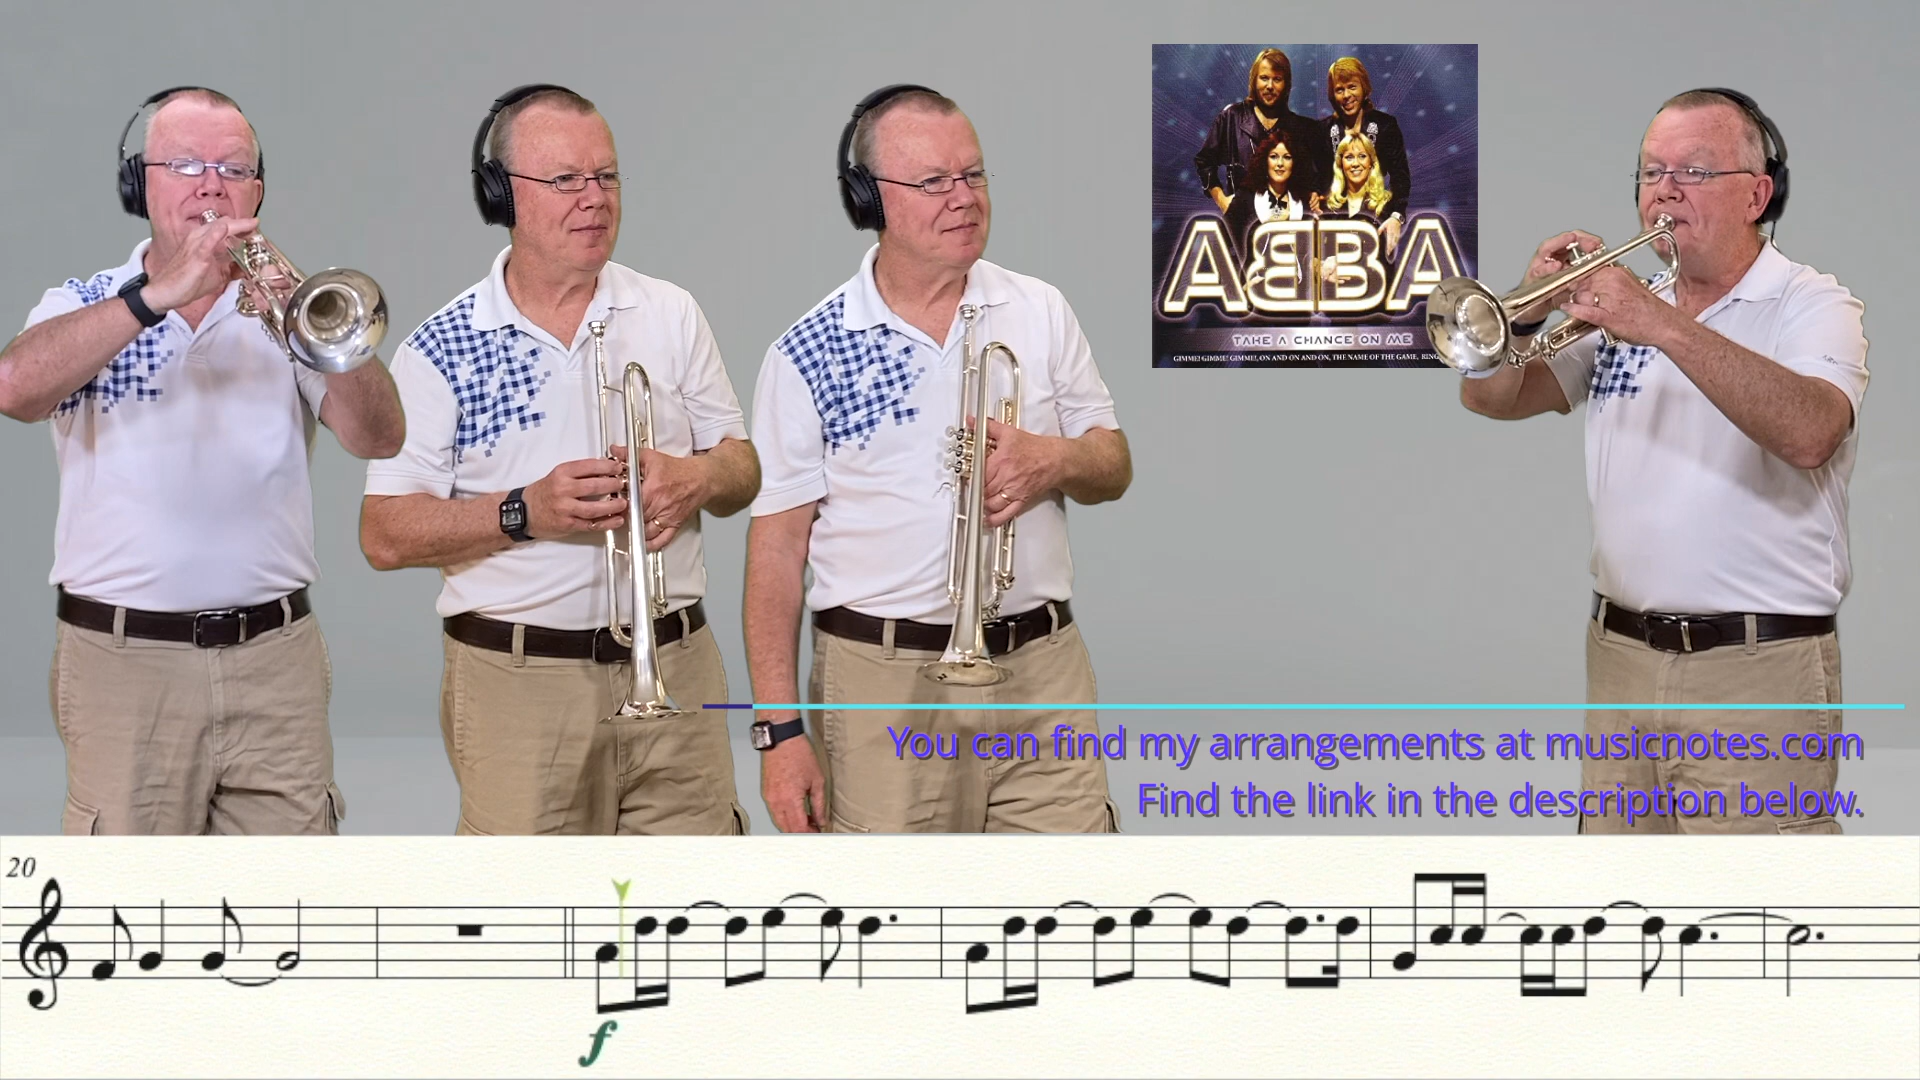 ABBA
TAKE A CHANCE ON ME
GIMME! GIMME! GIMME!, ON AND ON AND ON, THE NAME OF THE GAME, RING
You can find my arrangements at musicnotes.com
Find the link in the description below.
20
f